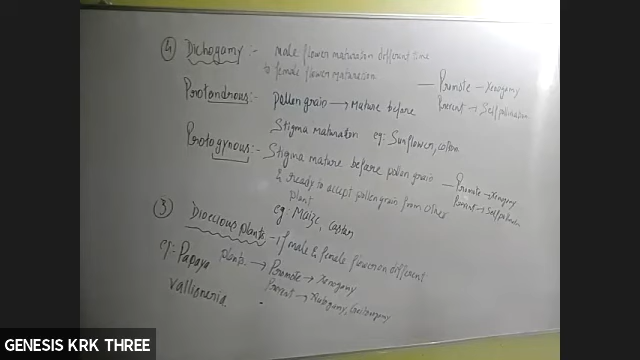 ④ Dichogamy :- male flower maturation different time
to female flower maturation
— Promote → Xenogamy
Prevent → Self pollination
Protandrous :- pollen grain → Mature before
Stigma maturation eg: Sunflower, cotton
Protogynous :- Stigma mature before pollen grain
& ready to accept pollen grain from other
plant
— Promote → Xenogamy
Prevent → Self pollination
eg: Maize, caster
③ Dioecious plants - if male & female flower on different
plants → Promote → Xenogamy
Prevent → Autogamy, Geitonogamy
eg: Papaya
Vallisneria
GENESIS KRK THREE